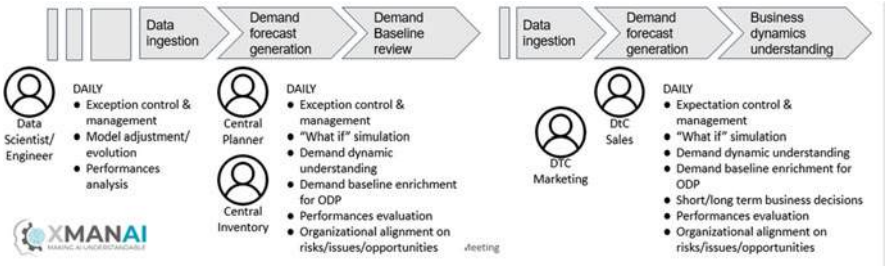 Data
ingestion
Demand
forecast
generation
Demand
Baseline
review
Data
Scientist/
Engineer
DAILY
● Exception control &
management
● Model adjustment/
evolution
● Performances
analysis
Central
Planner
Central
Inventory
DAILY
● Exception control &
management
● "What if" simulation
● Demand dynamic
understanding
● Demand baseline enrichment
for ODP
● Performances evaluation
● Organizational alignment on
risks/issues/opportunities
Meeting
XMANAI
MAKING AI UNDERSTANDABLE
Data
ingestion
Demand
forecast
generation
Business
dynamics
understanding
DTC
Marketing
DtC
Sales
DAILY
● Expectation control &
management
● "What if" simulation
● Demand dynamic understanding
● Demand baseline enrichment for
ODP
● Short/long term business decisions
● Performances evaluation
● Organizational alignment on
risks/issues/opportunities